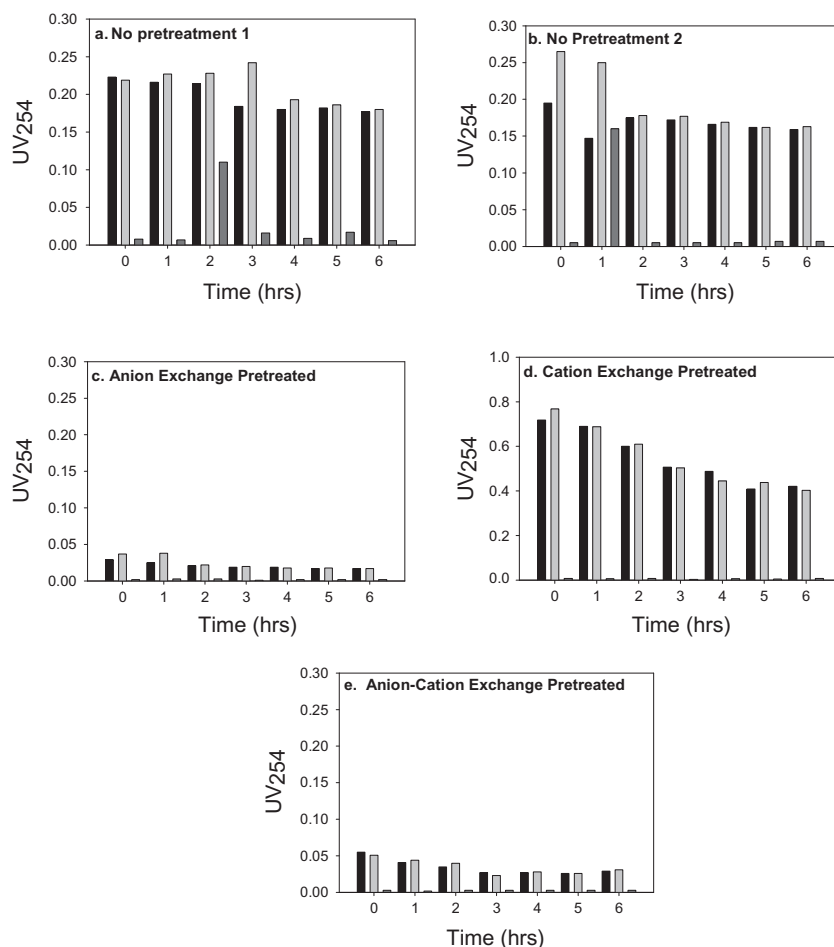 a. No pretreatment 1
0.30
0.25
0.20
0.15
0.10
0.05
0.00
UV254
0 1 2 3 4 5 6
Time (hrs)
b. No Pretreatment 2
0.30
0.25
0.20
0.15
0.10
0.05
0.00
UV254
0 1 2 3 4 5 6
Time (hrs)
c. Anion Exchange Pretreated
0.30
0.25
0.20
0.15
0.10
0.05
0.00
UV254
0 1 2 3 4 5 6
Time (hrs)
d. Cation Exchange Pretreated
1.0
0.8
0.6
0.4
0.2
0.0
UV254
0 1 2 3 4 5 6
Time (hrs)
e. Anion-Cation Exchange Pretreated
0.30
0.25
0.20
0.15
0.10
0.05
0.00
UV254
0 1 2 3 4 5 6
Time (hrs)